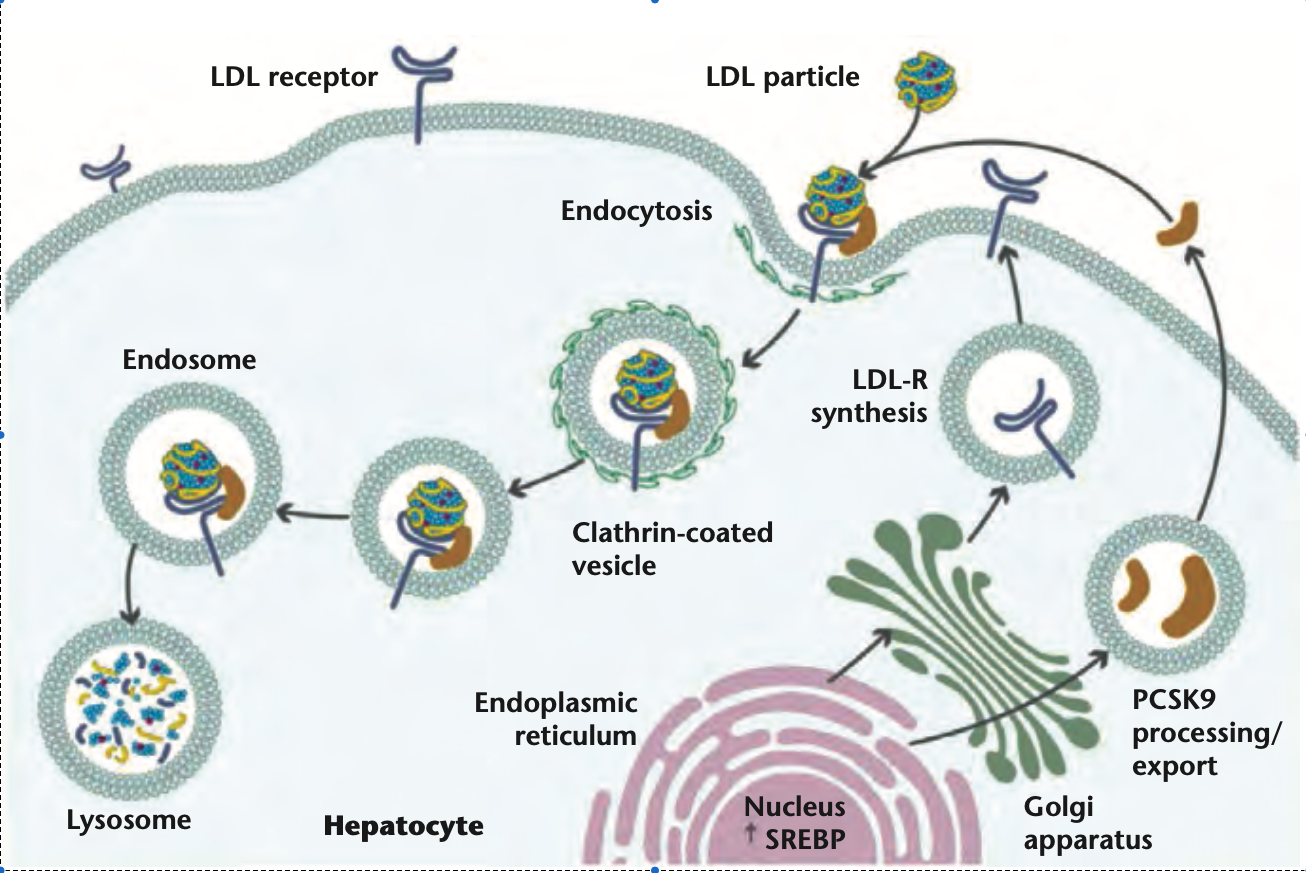 LDL receptor
LDL particle
Endocytosis
Endosome
LDL-R
synthesis
Clathrin-coated
vesicle
Endoplasmic
reticulum
PCSK9
processing/
export
Nucleus
↑ SREBP
Golgi
apparatus
Lysosome
Hepatocyte